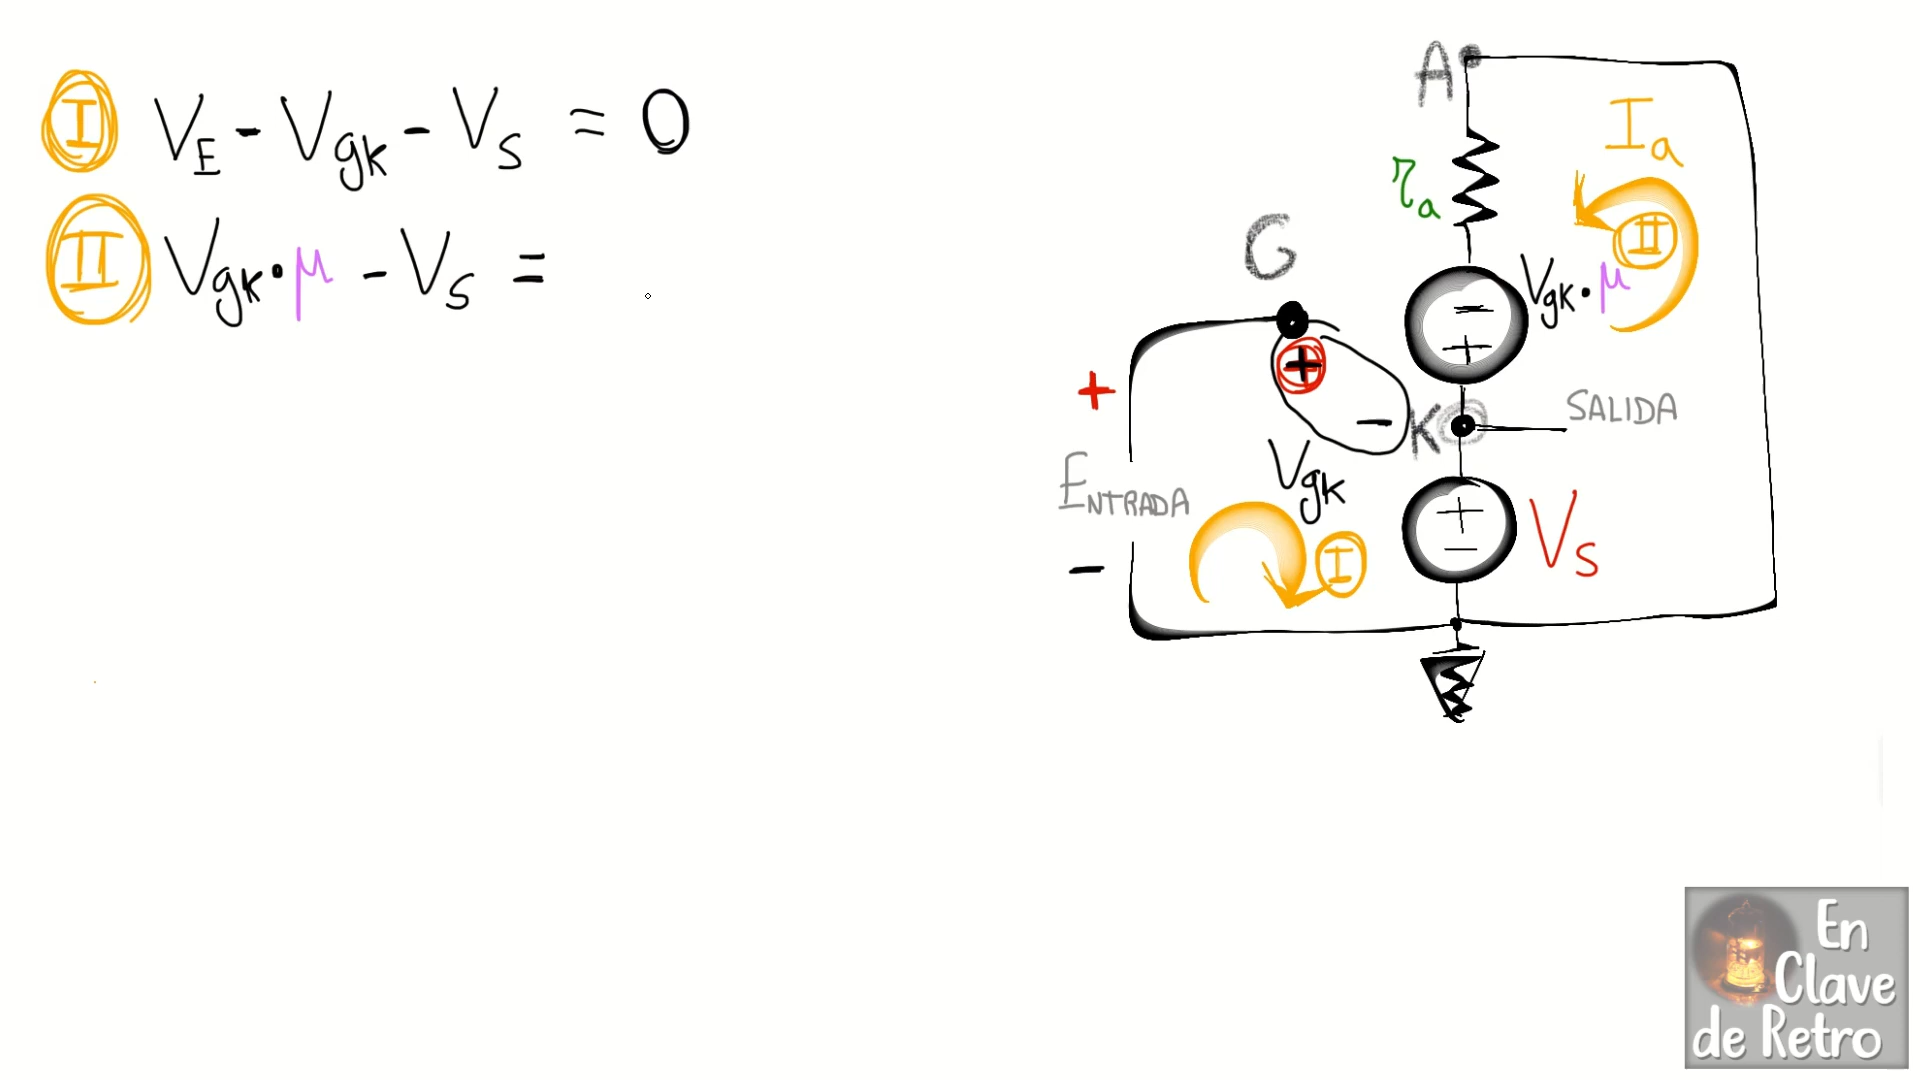 I V_E - V_gk - V_S = 0
II V_gk · μ - V_S =
A
I_a
r_a
II
G
V_gk · μ
+
-
+
+
-
K
SALIDA
ENTRADA
V_gk
+
-
V_S
I
-
En
Clave
de Retro